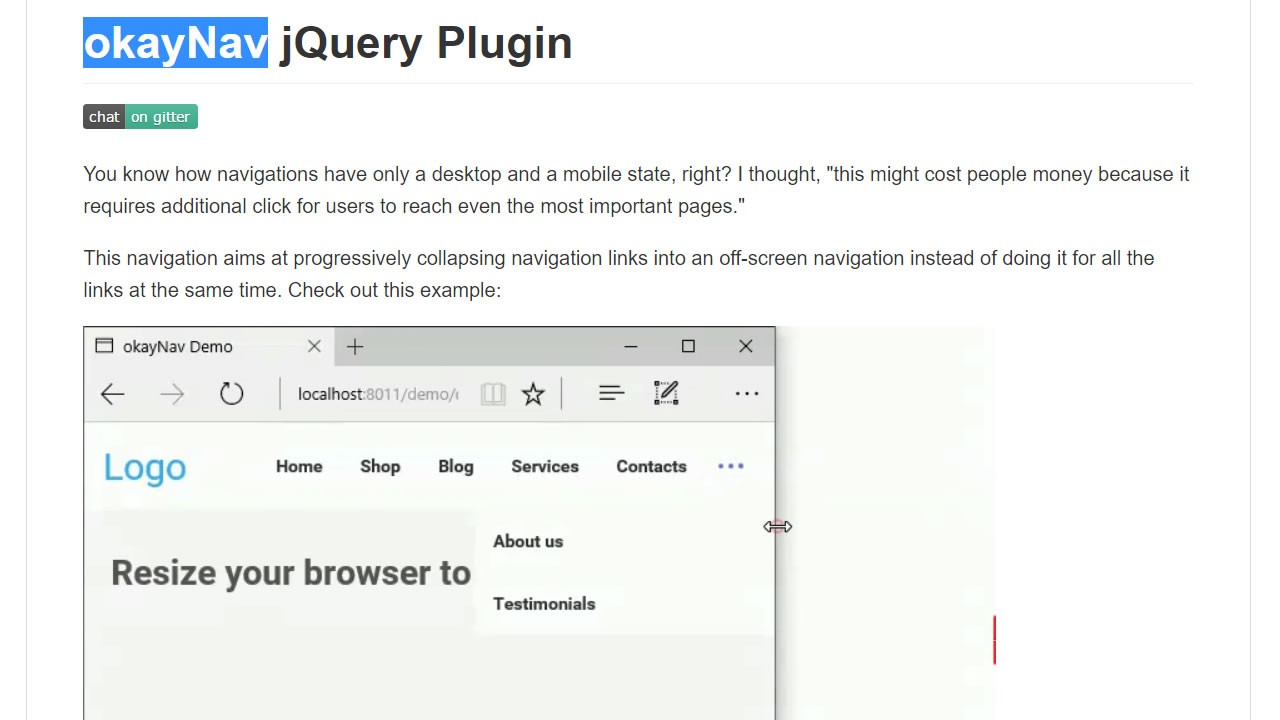 okayNav jQuery Plugin
chat on gitter
You know how navigations have only a desktop and a mobile state, right? I thought, "this might cost people money because it
requires additional click for users to reach even the most important pages."
This navigation aims at progressively collapsing navigation links into an off-screen navigation instead of doing it for all the
links at the same time. Check out this example:
okayNav Demo
localhost:8011/demo/
Logo Home Shop Blog Services Contacts
About us
Resize your browser to
Testimonials